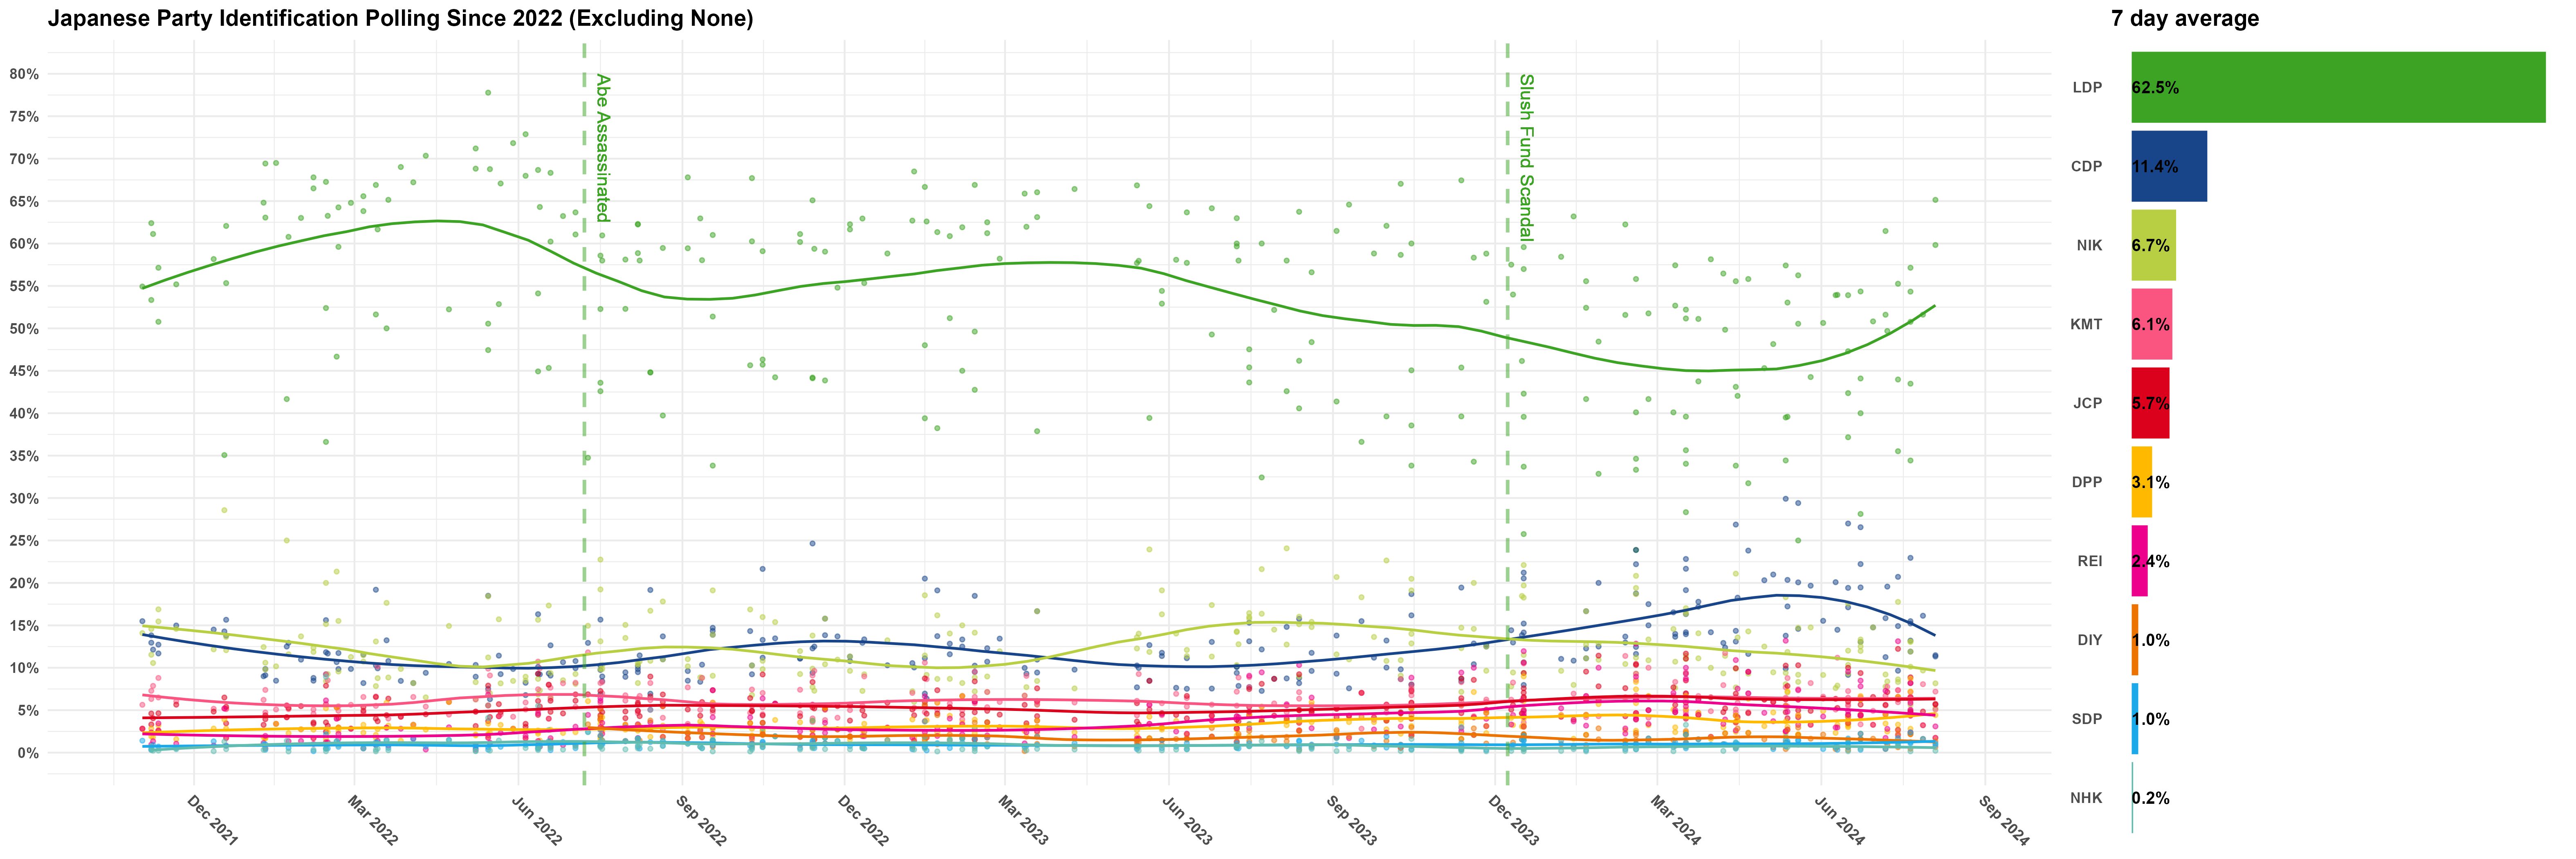 Japanese Party Identification Polling Since 2022 (Excluding None)
7 day average
80%
75%
70%
65%
60%
55%
50%
45%
40%
35%
30%
25%
20%
15%
10%
5%
0%
Abe Assassinated
Slush Fund Scandal
Dec 2021
Mar 2022
Jun 2022
Sep 2022
Dec 2022
Mar 2023
Jun 2023
Sep 2023
Dec 2023
Mar 2024
Jun 2024
Sep 2024
LDP 62.5%
CDP 11.4%
NIK 6.7%
KMT 6.1%
JCP 5.7%
DPP 3.1%
REI 2.4%
DIY 1.0%
SDP 1.0%
NHK 0.2%